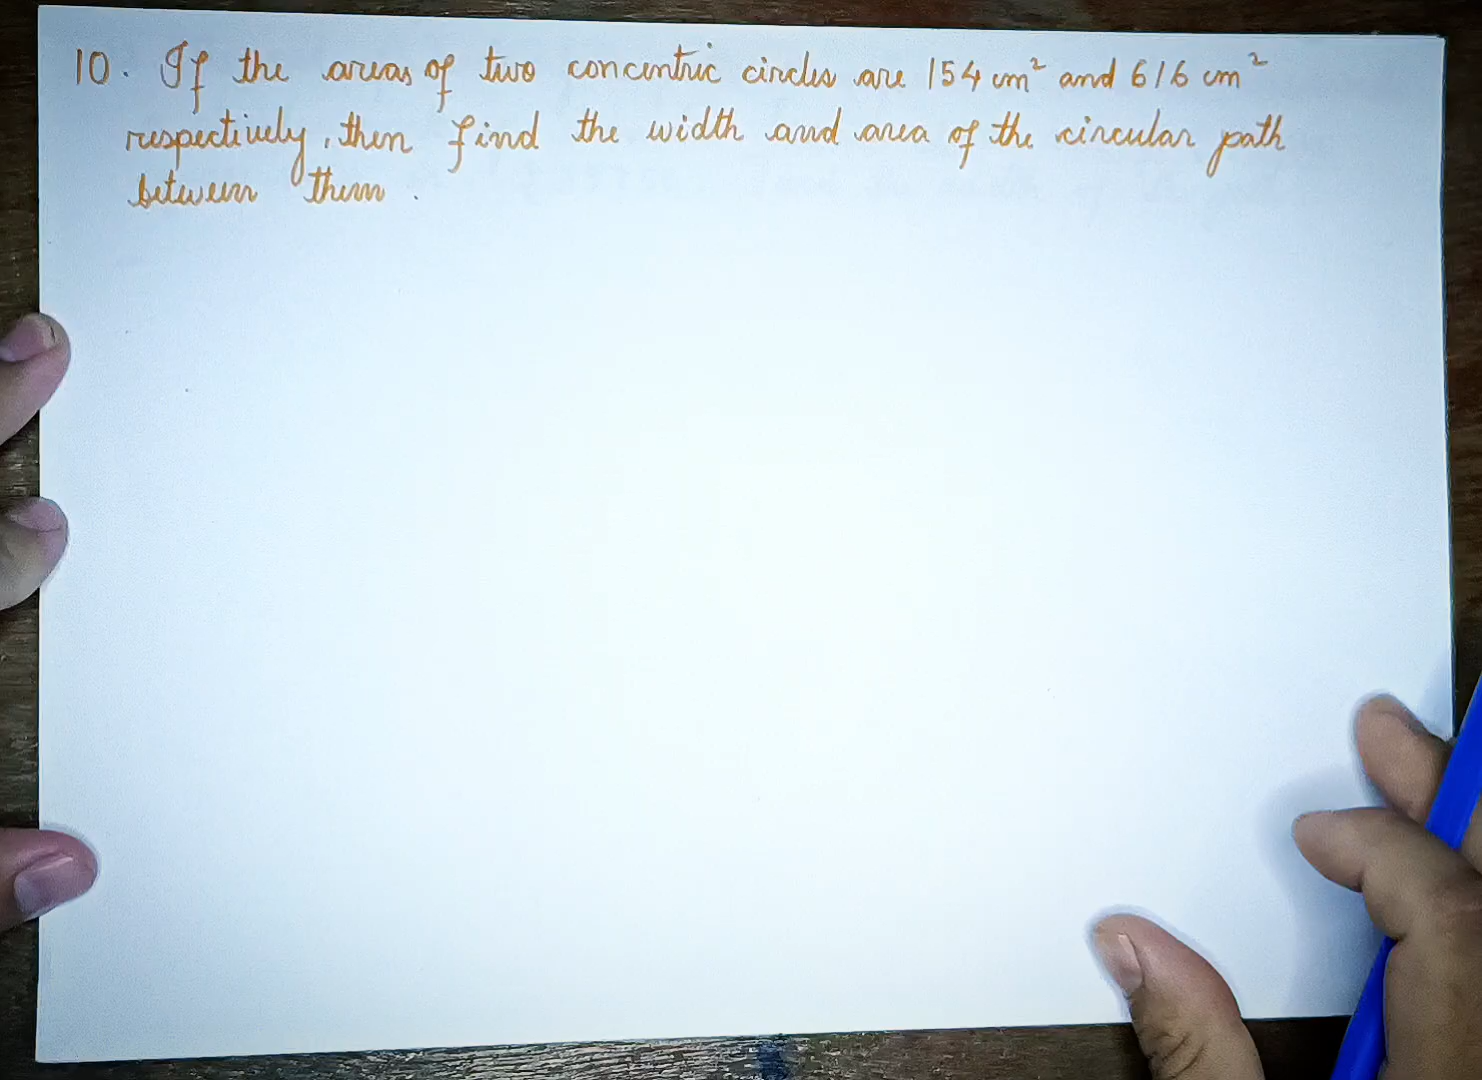 10. If the areas of two concentric circles are 154 cm² and 616 cm²
respectively, then find the width and area of the circular path
between them.